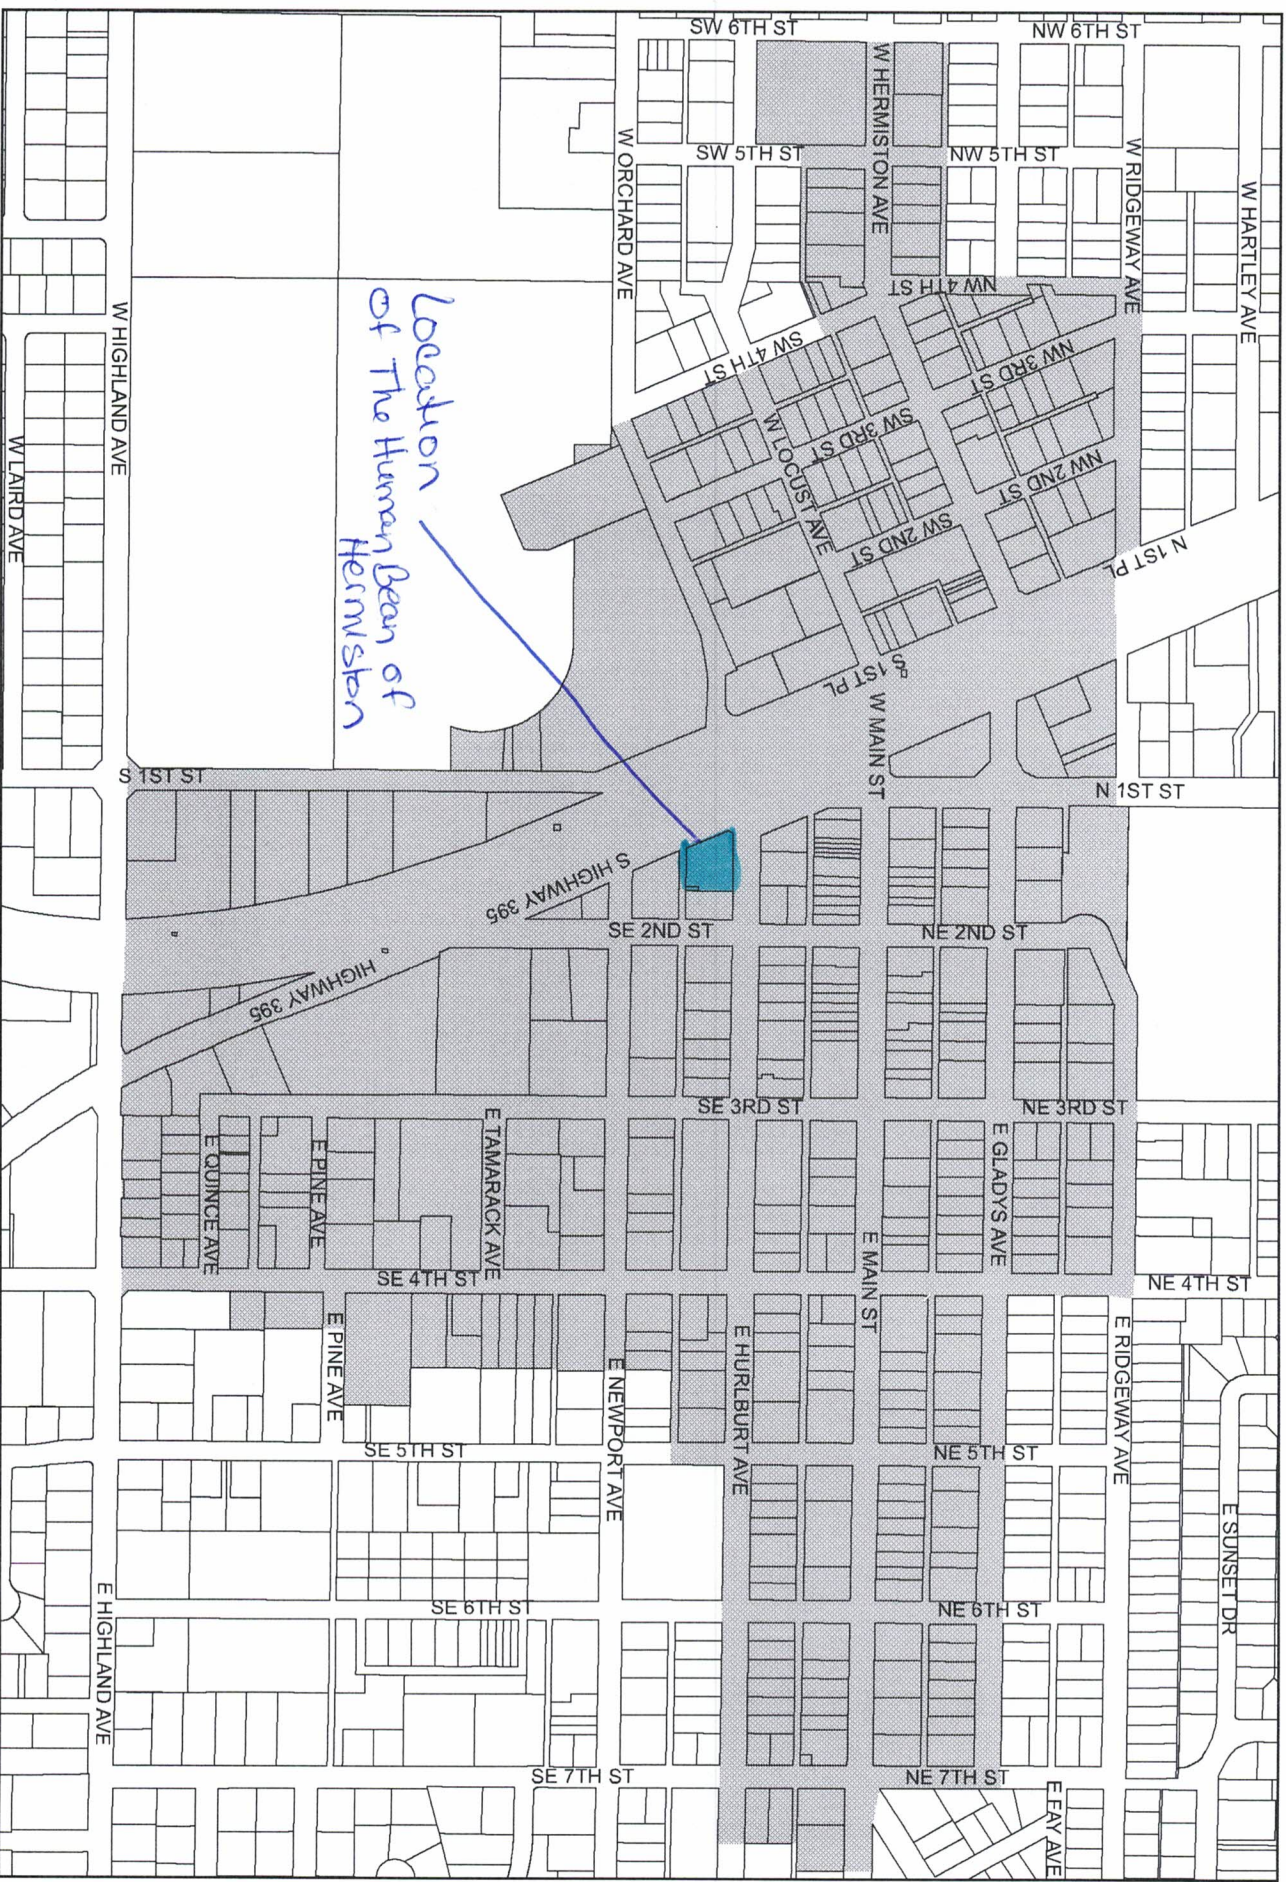 SW 6TH ST
NW 6TH ST
W HERMISTON AVE
W ORCHARD AVE
SW 5TH ST
NW 5TH ST
W RIDGEWAY AVE
W HARTLEY AVE
NW 4TH ST
SW 4TH ST
NW 3RD ST
SW 3RD ST
W LOCUST AVE
NW 2ND ST
SW 2ND ST
N 1ST PL
S 1ST PL
W HIGHLAND AVE
W LAIRD AVE
Location
of The Human Bean of
Hermiston
W MAIN ST
S 1ST ST
N 1ST ST
S HIGHWAY 395
HIGHWAY 395
SE 2ND ST
NE 2ND ST
SE 3RD ST
NE 3RD ST
E QUINCE AVE
E PINE AVE
E TAMARACK AVE
E GLADYS AVE
E MAIN ST
SE 4TH ST
NE 4TH ST
E PINE AVE
E NEWPORT AVE
E HURLBURT AVE
E RIDGEWAY AVE
SE 5TH ST
NE 5TH ST
E SUNSET DR
E HIGHLAND AVE
SE 6TH ST
NE 6TH ST
SE 7TH ST
NE 7TH ST
E FAY AVE